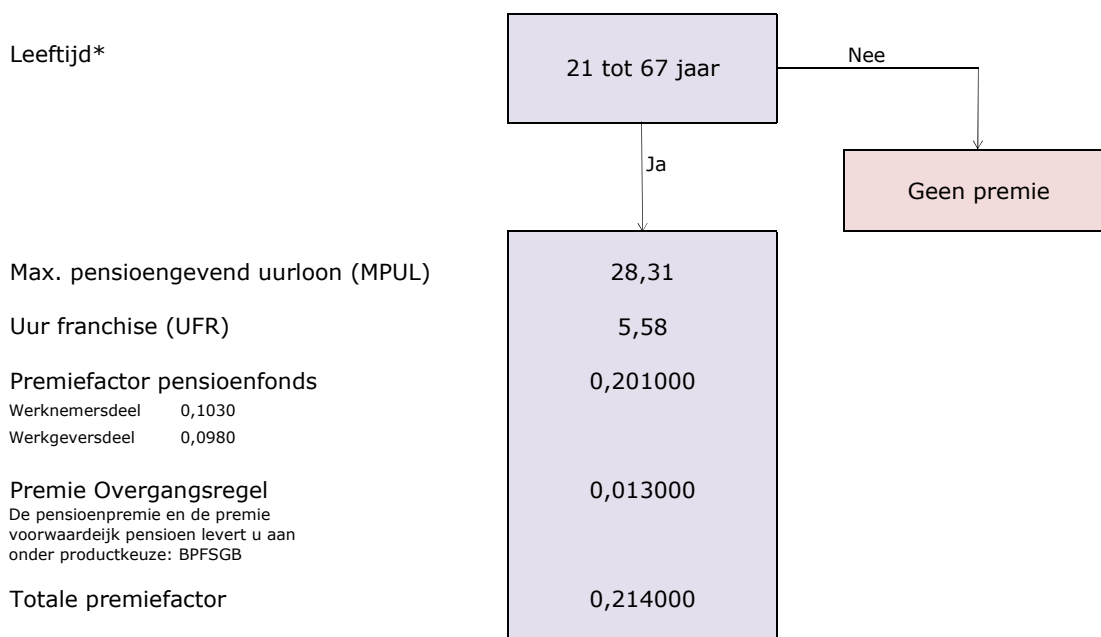 Leeftijd*
21 tot 67 jaar
Nee
Ja
Geen premie
Max. pensioengevend uurloon (MPUL)
28,31
Uur franchise (UFR)
5,58
Premiefactor pensioenfonds
0,201000
Werknemersdeel 0,1030
Werkgeversdeel 0,0980
Premie Overgangsregel
0,013000
De pensioenpremie en de premie
voorwaardeijk pensioen levert u aan
onder productkeuze: BPFSGB
Totale premiefactor
0,214000